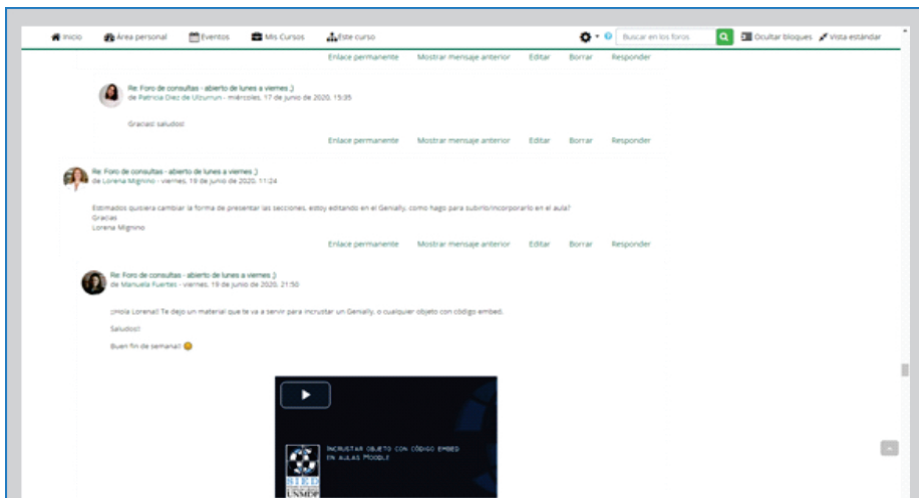 Inicio Área personal Eventos Mis Cursos Este curso Buscar en los foros Ocultar bloques Vista estándar
Enlace permanente Mostrar mensaje anterior Editar Borrar Responder
Re: Foro de consultas - abierto de lunes a viernes ;)
de Patricia Diez de Ulzurrun - miércoles, 17 de junio de 2020, 15:35
Gracias! saludos!
Enlace permanente Mostrar mensaje anterior Editar Borrar Responder
Re: Foro de consultas - abierto de lunes a viernes ;)
de Lorena Mignino - viernes, 19 de junio de 2020, 11:24
Estimados quisiera cambiar la forma de presentar las secciones, estoy editando en el Genially, como hago para subirlo/incorporarlo en el aula?
Gracias
Lorena Mignino
Enlace permanente Mostrar mensaje anterior Editar Borrar Responder
Re: Foro de consultas - abierto de lunes a viernes ;)
de Manuela Fuertes - viernes, 19 de junio de 2020, 21:50
¡Hola Lorena!! Te dejo un material que te va a servir para incrustar un Genially, o cualquier objeto con código embed.
Saludos!!
Buen fin de semana!!
INCRUSTAR OBJETO CON CÓDIGO EMBED
EN AULAS MOODLE
SIED
UNMDP